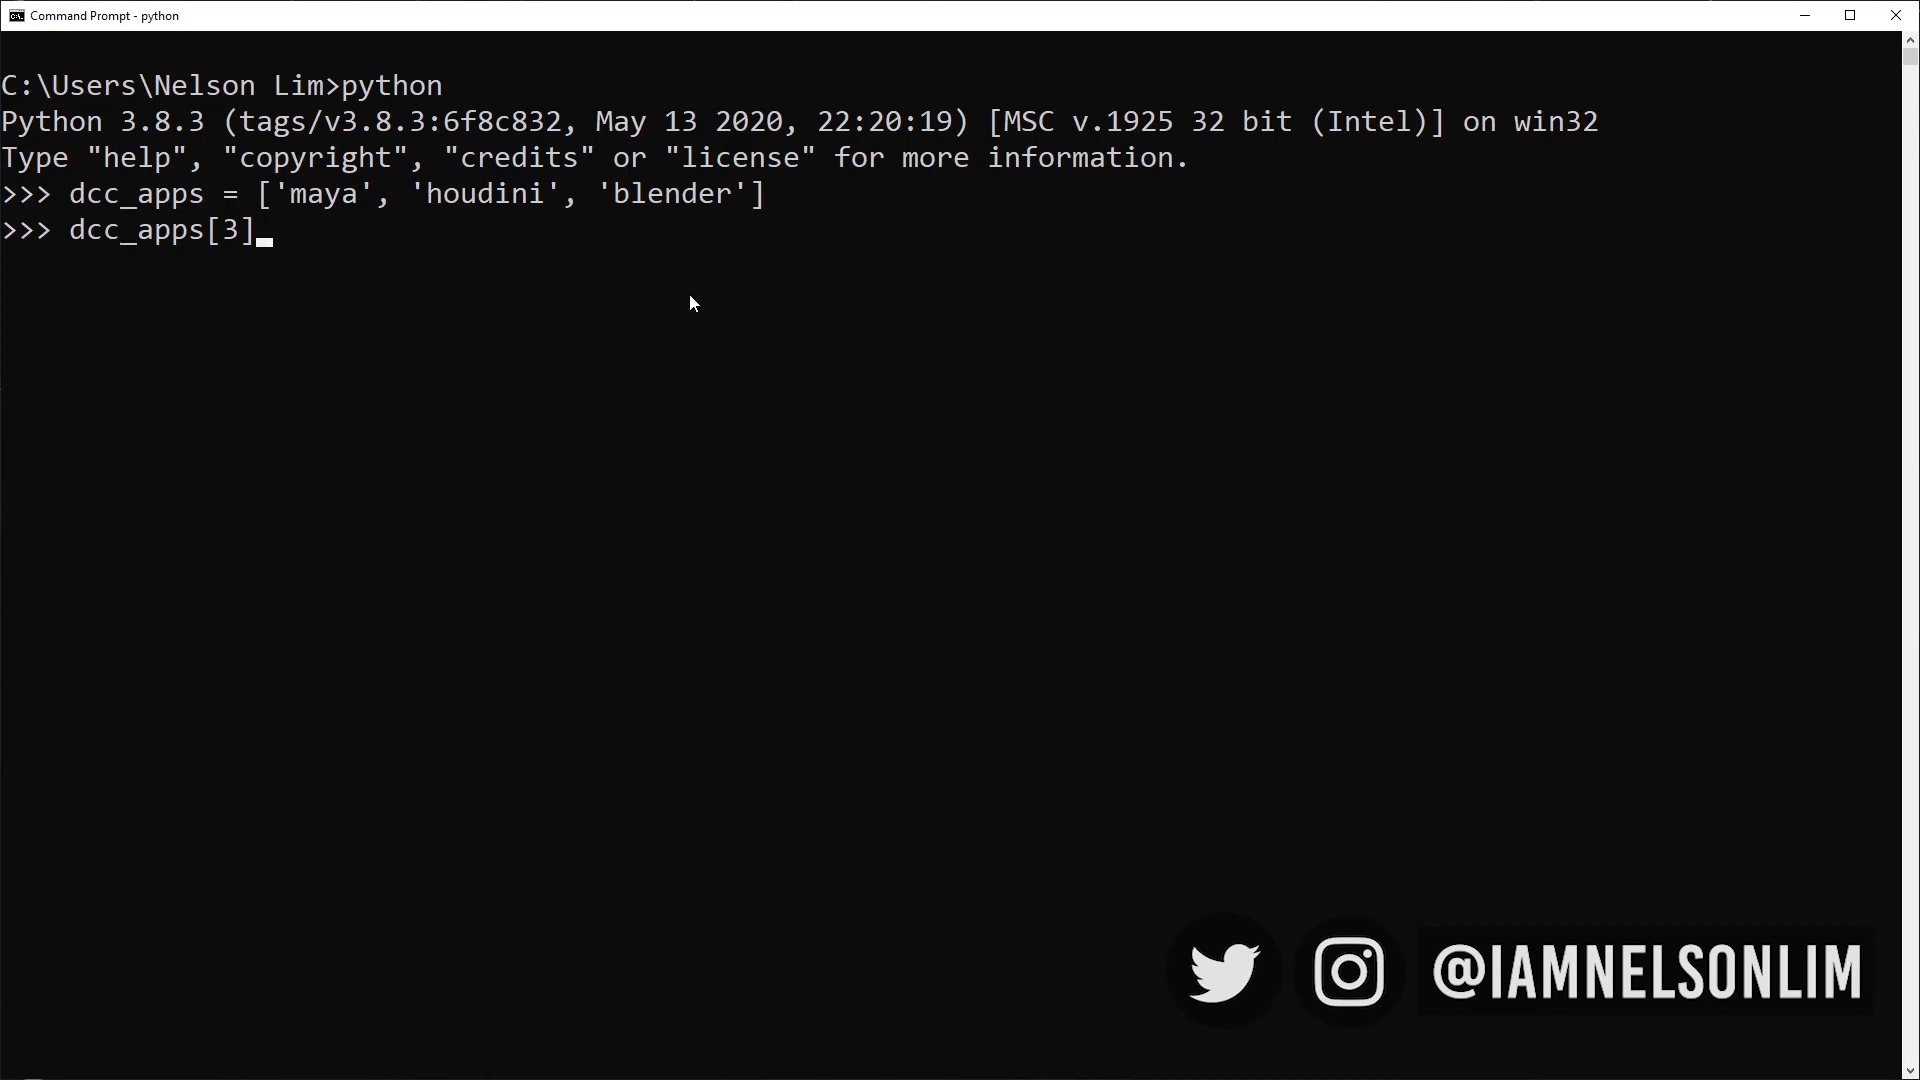 Command Prompt - python
C:\Users\Nelson Lim>python
Python 3.8.3 (tags/v3.8.3:6f8c832, May 13 2020, 22:20:19) [MSC v.1925 32 bit (Intel)] on win32
Type "help", "copyright", "credits" or "license" for more information.
>>> dcc_apps = ['maya', 'houdini', 'blender']
>>> dcc_apps[3]
@IAMNELSONLIM